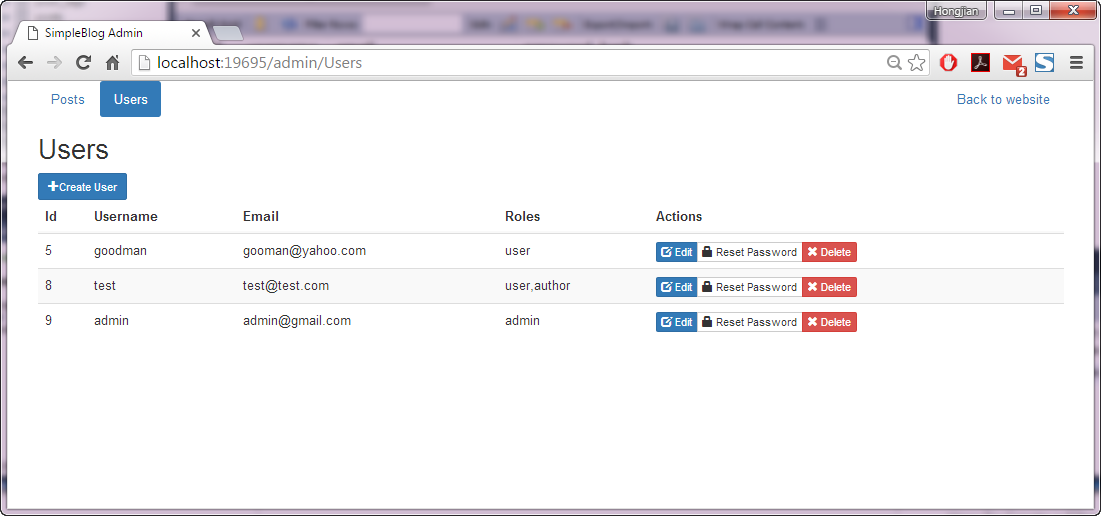 Hongjian
SimpleBlog Admin
localhost:19695/admin/Users
2
Posts Users Back to website
Users
Create User
Id Username Email Roles Actions
5 goodman gooman@yahoo.com user Edit Reset Password Delete
8 test test@test.com user,author Edit Reset Password Delete
9 admin admin@gmail.com admin Edit Reset Password Delete